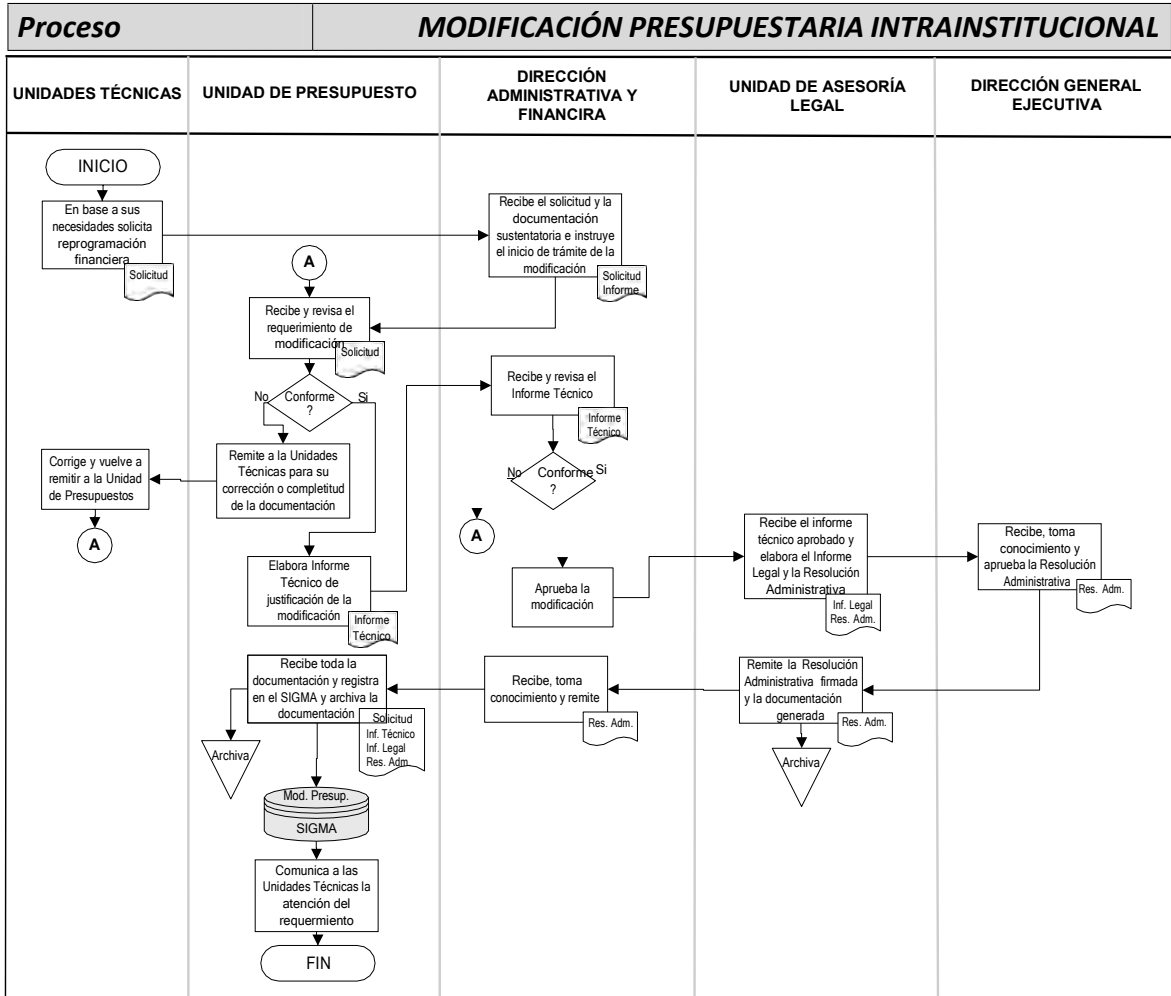 Proceso
MODIFICACIÓN PRESUPUESTARIA INTRAINSTITUCIONAL
UNIDADES TÉCNICAS
UNIDAD DE PRESUPUESTO
DIRECCIÓN
ADMINISTRATIVA Y
FINANCIRA
UNIDAD DE ASESORÍA
LEGAL
DIRECCIÓN GENERAL
EJECUTIVA
INICIO
En base a sus
necesidades solicita
reprogramación
financiera
Solicitud
Recibe el solicitud y la
documentación
sustentatoria e instruye
el inicio de trámite de la
modificación
Solicitud
Informe
A
Recibe y revisa el
requerimiento de
modificación
Solicitud
No
Conforme
?
Si
Recibe y revisa el
Informe Técnico
Informe
Técnico
No
Conforme
?
Si
Corrige y vuelve a
remitir a la Unidad
de Presupuestos
A
Remite a la Unidades
Técnicas para su
corrección o completitud
de la documentación
A
Elabora Informe
Técnico de
justificación de la
modificación
Informe
Técnico
Aprueba la
modificación
Recibe el informe
técnico aprobado y
elabora el Informe
Legal y la Resolución
Administrativa
Inf. Legal
Res. Adm.
Recibe, toma
conocimiento y
aprueba la Resolución
Administrativa
Res. Adm.
Recibe toda la
documentación y registra
en el SIGMA y archiva la
documentación
Solicitud
Inf. Técnico
Inf. Legal
Res. Adm.
Archiva
Recibe, toma
conocimiento y remite
Res. Adm.
Remite la Resolución
Administrativa firmada
y la documentación
generada
Res. Adm.
Archiva
Mod. Presup.
SIGMA
Comunica a las
Unidades Técnicas la
atención del
requermiento
FIN